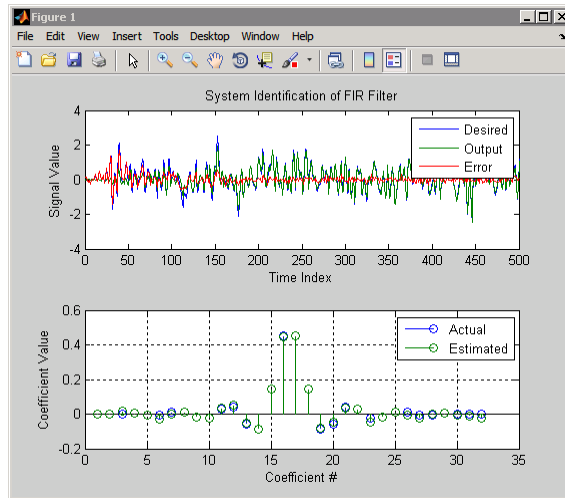 Figure 1
File Edit View Insert Tools Desktop Window Help
System Identification of FIR Filter
4
2
0
-2
-4
Signal Value
Desired
Output
Error
0 50 100 150 200 250 300 350 400 450 500
Time Index
0.6
0.4
0.2
0
-0.2
Coefficient Value
Actual
Estimated
0 5 10 15 20 25 30 35
Coefficient #